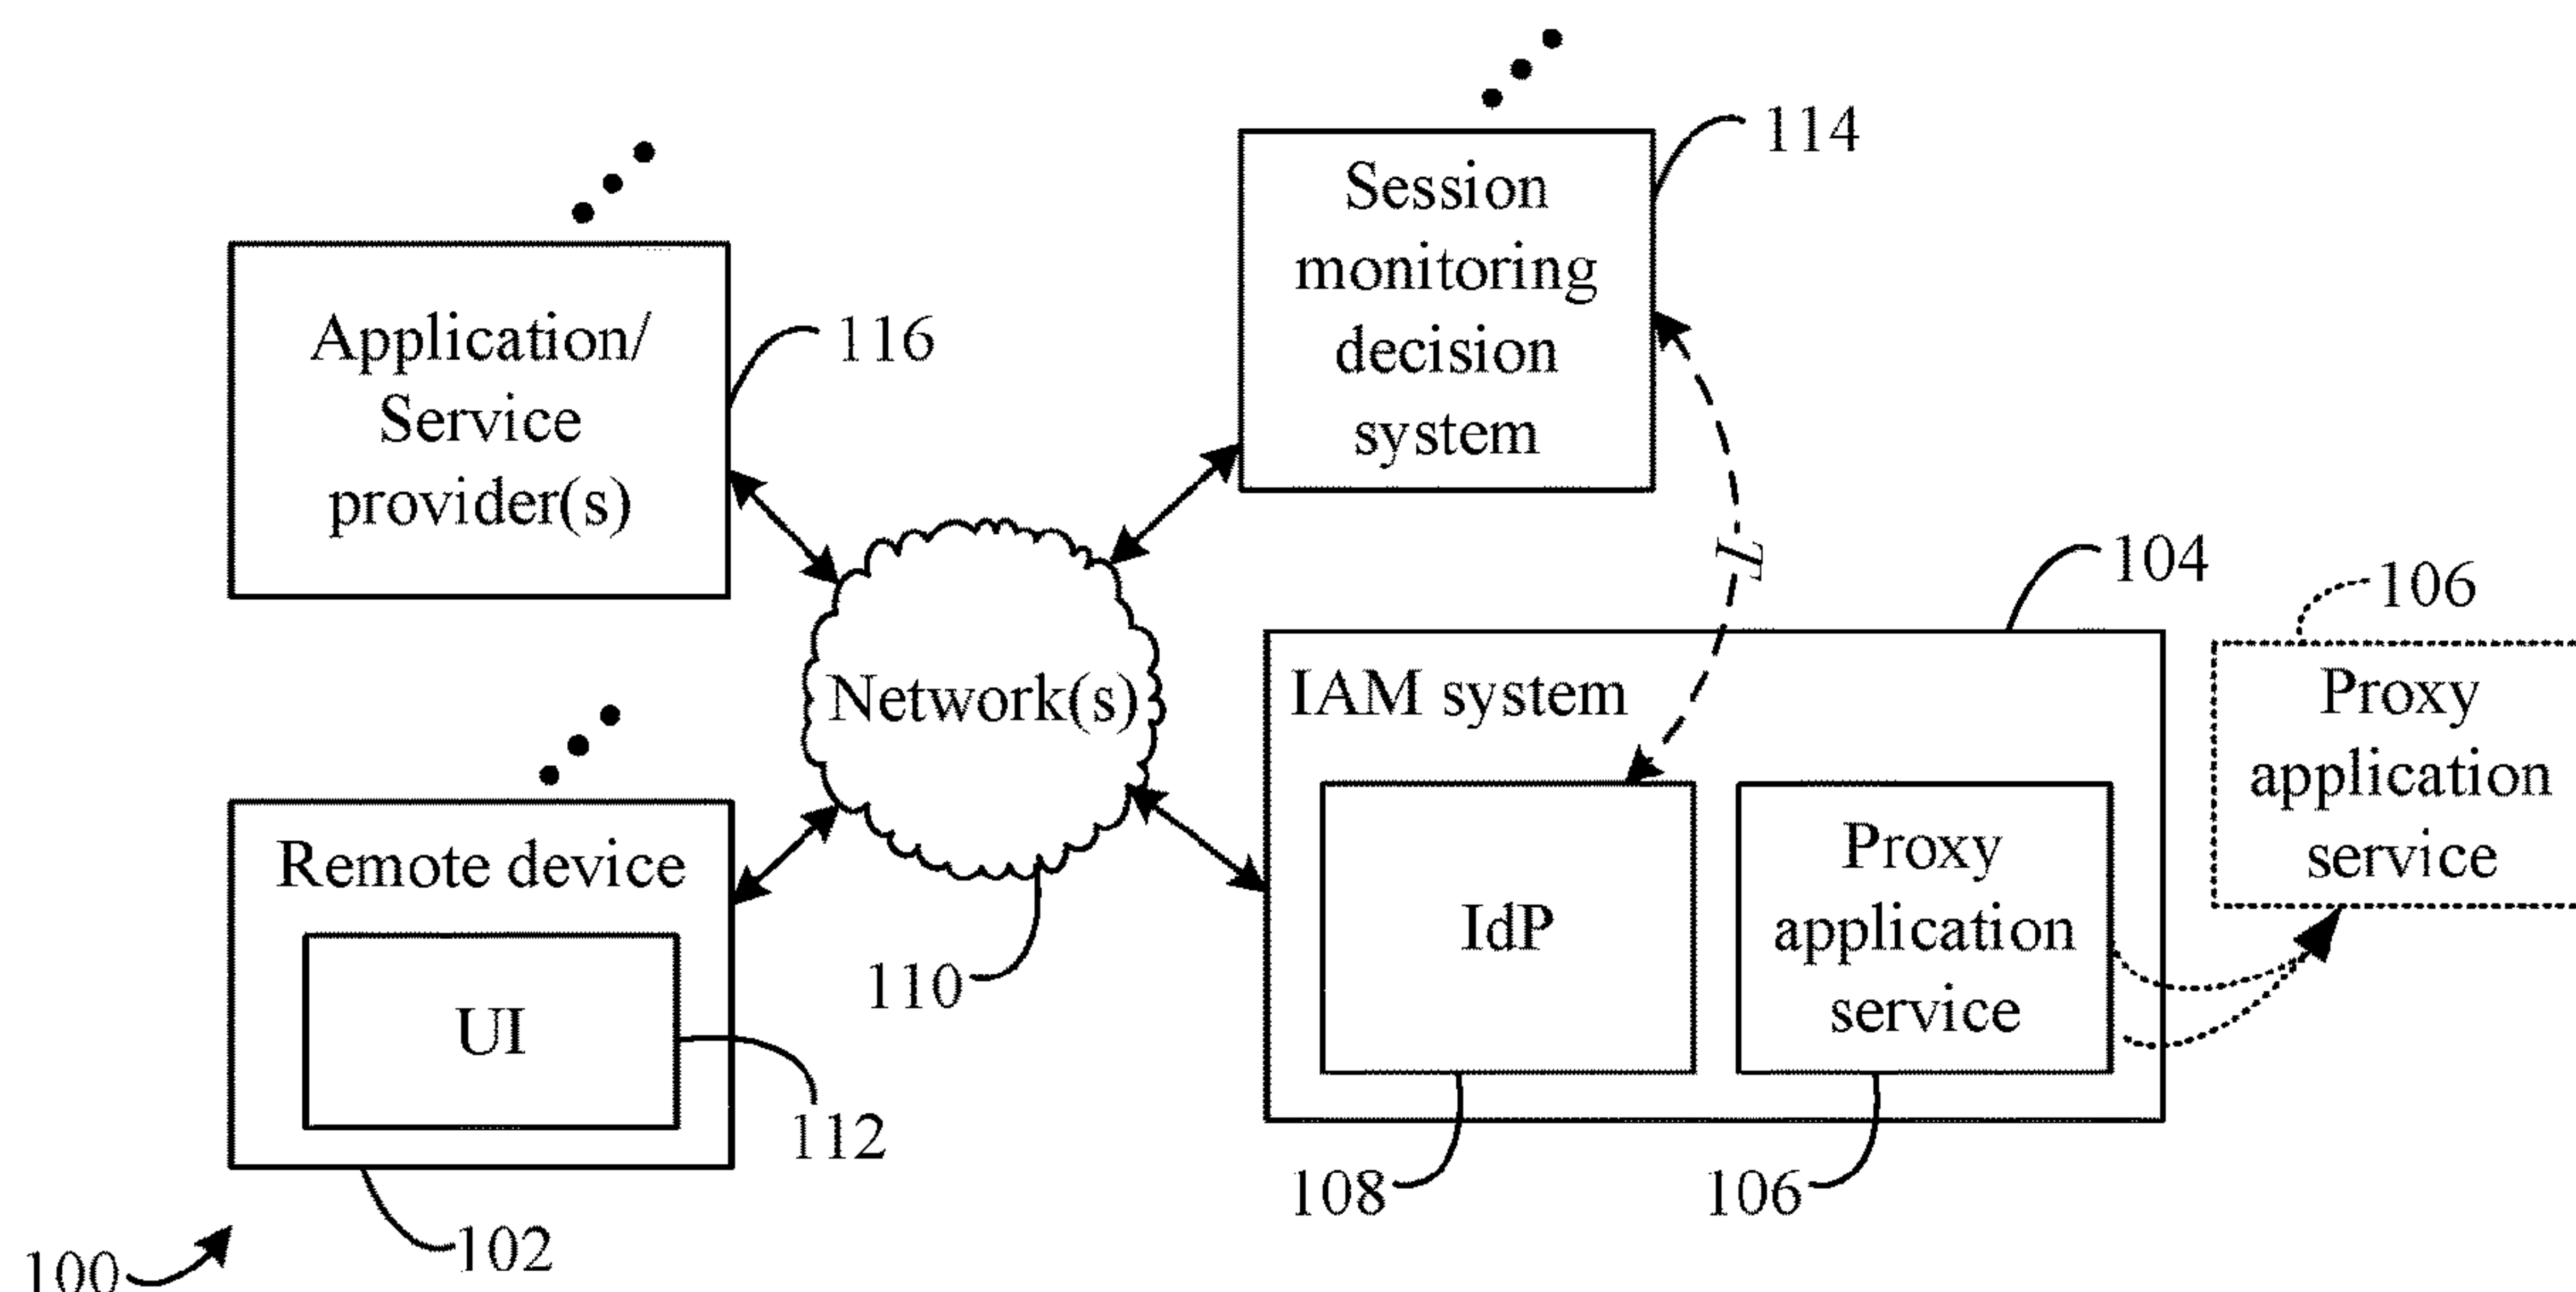 114
Session
monitoring
decision
system
116
Application/
Service
provider(s)
T
104
106
Proxy
application
service
Network(s)
IAM system
IdP
Proxy
application
service
Remote device
UI
110
112
108
106
102
100